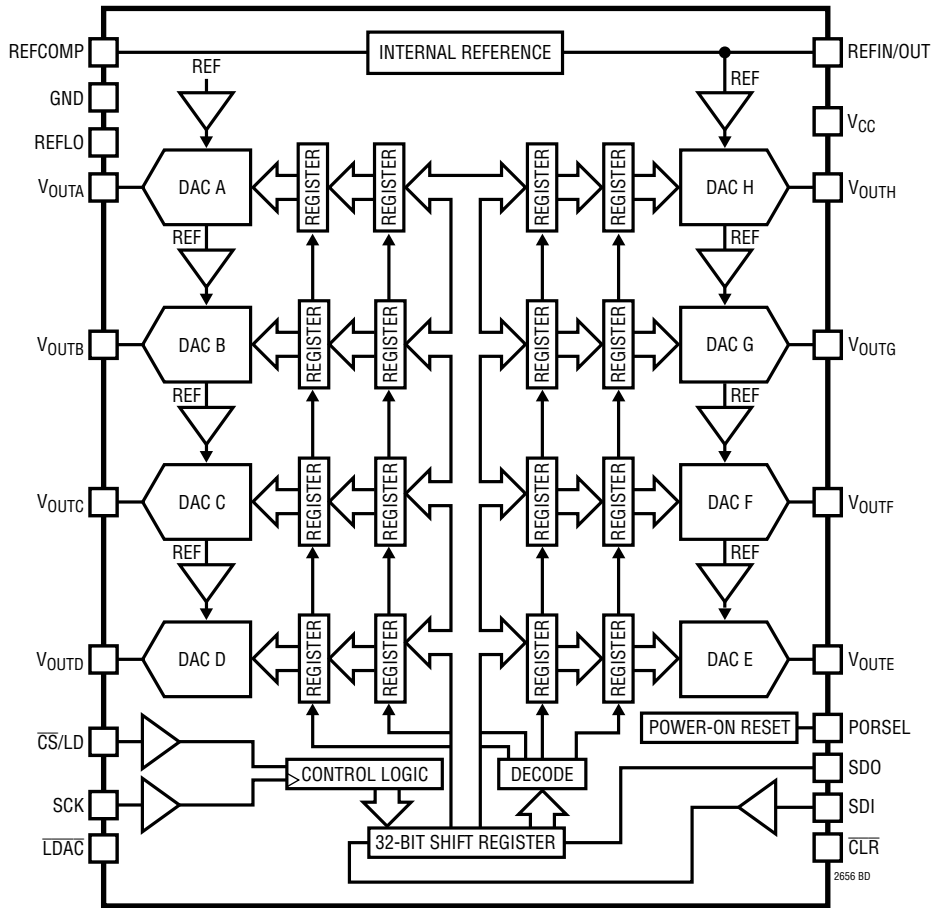 REFCOMP
INTERNAL REFERENCE
REFIN/OUT
REF
REF
GND
VCC
REFLO
VOUTA
DAC A
REGISTER
REGISTER
REGISTER
REGISTER
DAC H
VOUTH
REF
REF
VOUTB
DAC B
REGISTER
REGISTER
REGISTER
REGISTER
DAC G
VOUTG
REF
REF
VOUTC
DAC C
REGISTER
REGISTER
REGISTER
REGISTER
DAC F
VOUTF
REF
REF
VOUTD
DAC D
REGISTER
REGISTER
REGISTER
REGISTER
DAC E
VOUTE
C̅S̅/LD
POWER-ON RESET
PORSEL
CONTROL LOGIC
DECODE
SDO
SCK
SDI
L̅D̅A̅C̅
32-BIT SHIFT REGISTER
C̅L̅R̅
2656 BD